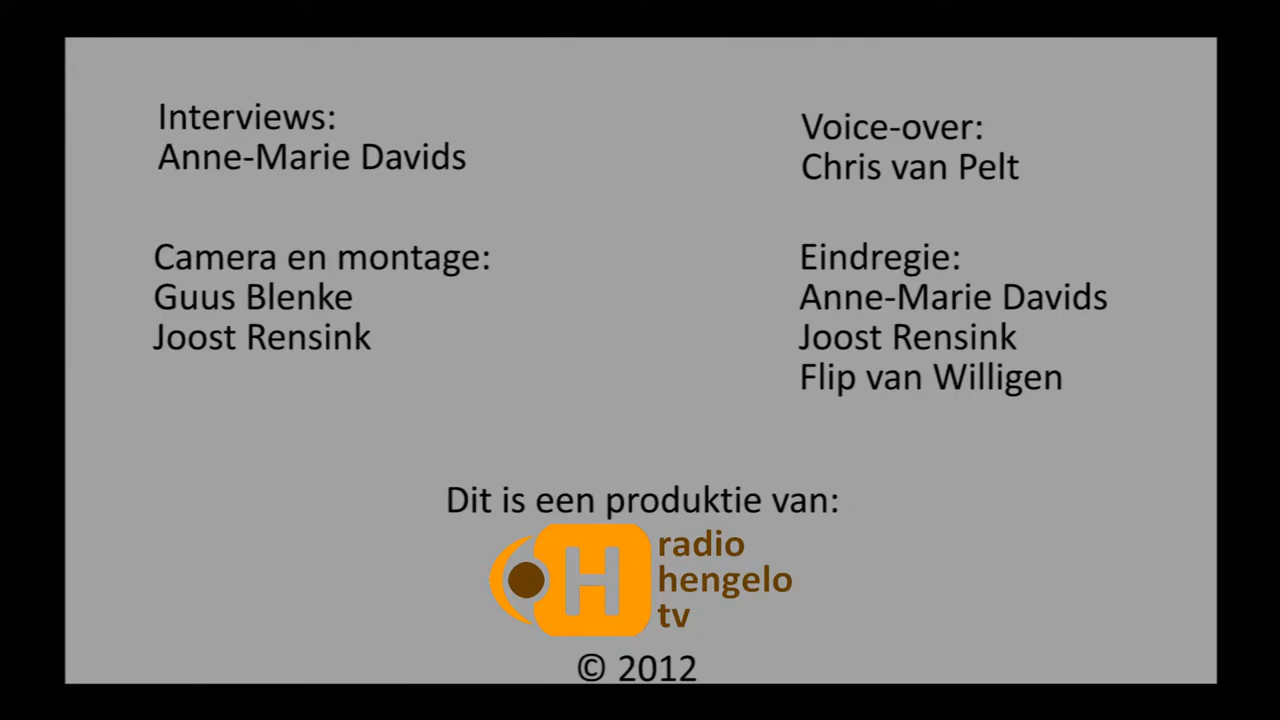 Interviews:
Anne-Marie Davids
Camera en montage:
Guus Blenke
Joost Rensink
Voice-over:
Chris van Pelt
Eindregie:
Anne-Marie Davids
Joost Rensink
Flip van Willigen
Dit is een produktie van:
H
radio
hengelo
tv
© 2012